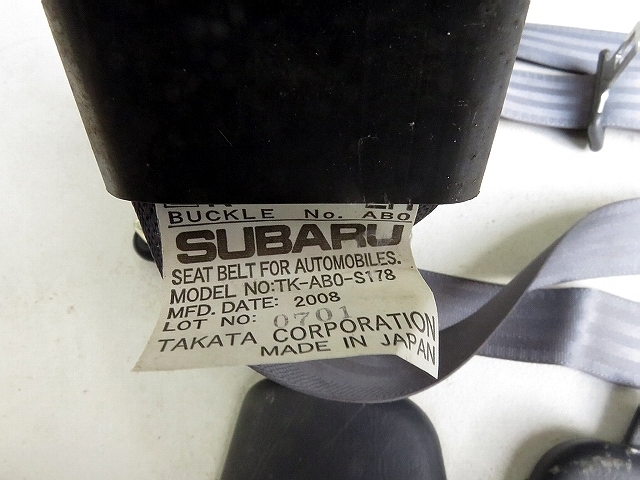 BUCKLE No. AB0
SUBARU
SEAT BELT FOR AUTOMOBILES.
MODEL NO:TK-AB0-S178
MFD. DATE: 2008
LOT NO: 0701
TAKATA CORPORATION
MADE IN JAPAN